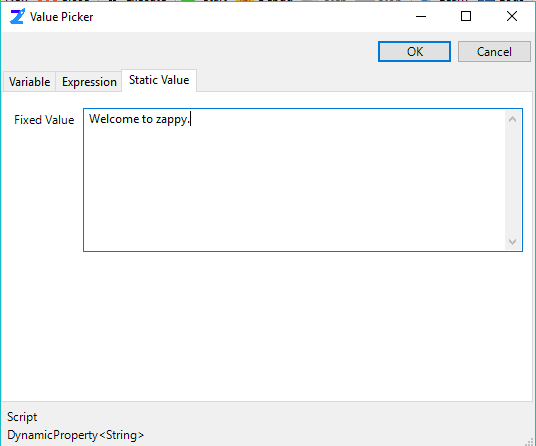 Value Picker
OK Cancel
Variable Expression Static Value
Fixed Value Welcome to zappy.
Script
DynamicProperty<String>